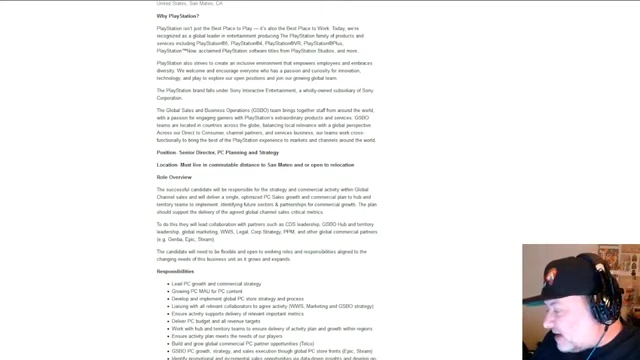 United States, San Mateo, CA
Why PlayStation?
PlayStation isn't just the Best Place to Play — it's also the Best Place to Work. Today, we're
recognized as a global leader in entertainment producing The PlayStation family of products and
services including PlayStation®5, PlayStation®4, PlayStation®VR, PlayStation®Plus,
PlayStation™Now, acclaimed PlayStation software titles from PlayStation Studios, and more.
PlayStation also strives to create an inclusive environment that empowers employees and embraces
diversity. We welcome and encourage everyone who has a passion and curiosity for innovation,
technology, and play to explore our open positions and join our growing global team.
The PlayStation brand falls under Sony Interactive Entertainment, a wholly-owned subsidiary of Sony
Corporation.
The Global Sales and Business Operations (GSBO) team brings together staff from around the world,
with a passion for engaging gamers with PlayStation's extraordinary products and services. GSBO
teams are located in countries across the globe, balancing local relevance with a global perspective
Across our Direct to Consumer, channel partners, and services business, our teams work cross-
functionally to bring the best of the PlayStation experience to markets and channels around the world.
Position: Senior Director, PC Planning and Strategy
Location: Must live in commutable distance to San Mateo and or open to relocation
Role Overview
The successful candidate will be responsible for the strategy and commercial activity within Global
Channel sales and will deliver a single, optimized PC Sales growth and commercial plan to hub and
territory teams to implement. Identifying future sectors & partnerships for commercial growth. The plan
should support the delivery of the agreed global channel sales critical metrics.
To do this they will lead collaboration with partners such as CDS leadership, GSBO Hub and territory
leadership, global marketing, WWS, Legal, Corp Strategy, PPM, and other global commercial partners
(e.g. Genba, Epic, Steam).
The candidate will need to be flexible and open to evolving roles and responsibilities aligned to the
changing needs of this business unit as it grows and expands.
Responsibilities
• Lead PC growth and commercial strategy
• Growing PC MAU for PC content
• Develop and implement global PC store strategy and process
• Liaising with all relevant collaborators to agree activity (WWS, Marketing and GSBO strategy)
• Ensure activity supports delivery of relevant important metrics
• Deliver PC budget and all revenue targets
• Work with hub and territory teams to ensure delivery of activity plan and growth within regions.
• Ensure activity plan meets the needs of our players
• Build and grow global commercial PC partner opportunities (Telco)
• GSBO PC growth, strategy, and sales execution though global PC store fronts (Epic, Steam)
• Identify promotional and incremental sales opportunities via data-driven insights and develop on-